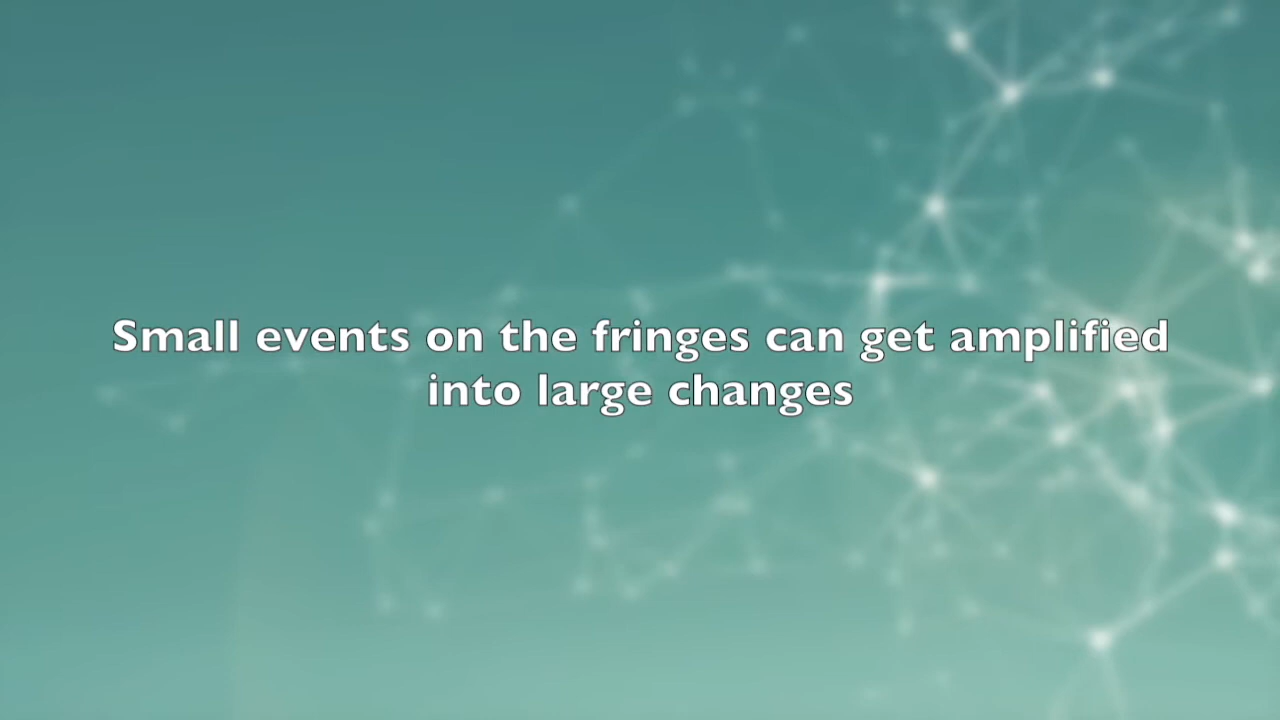 Small events on the fringes can get amplified
into large changes